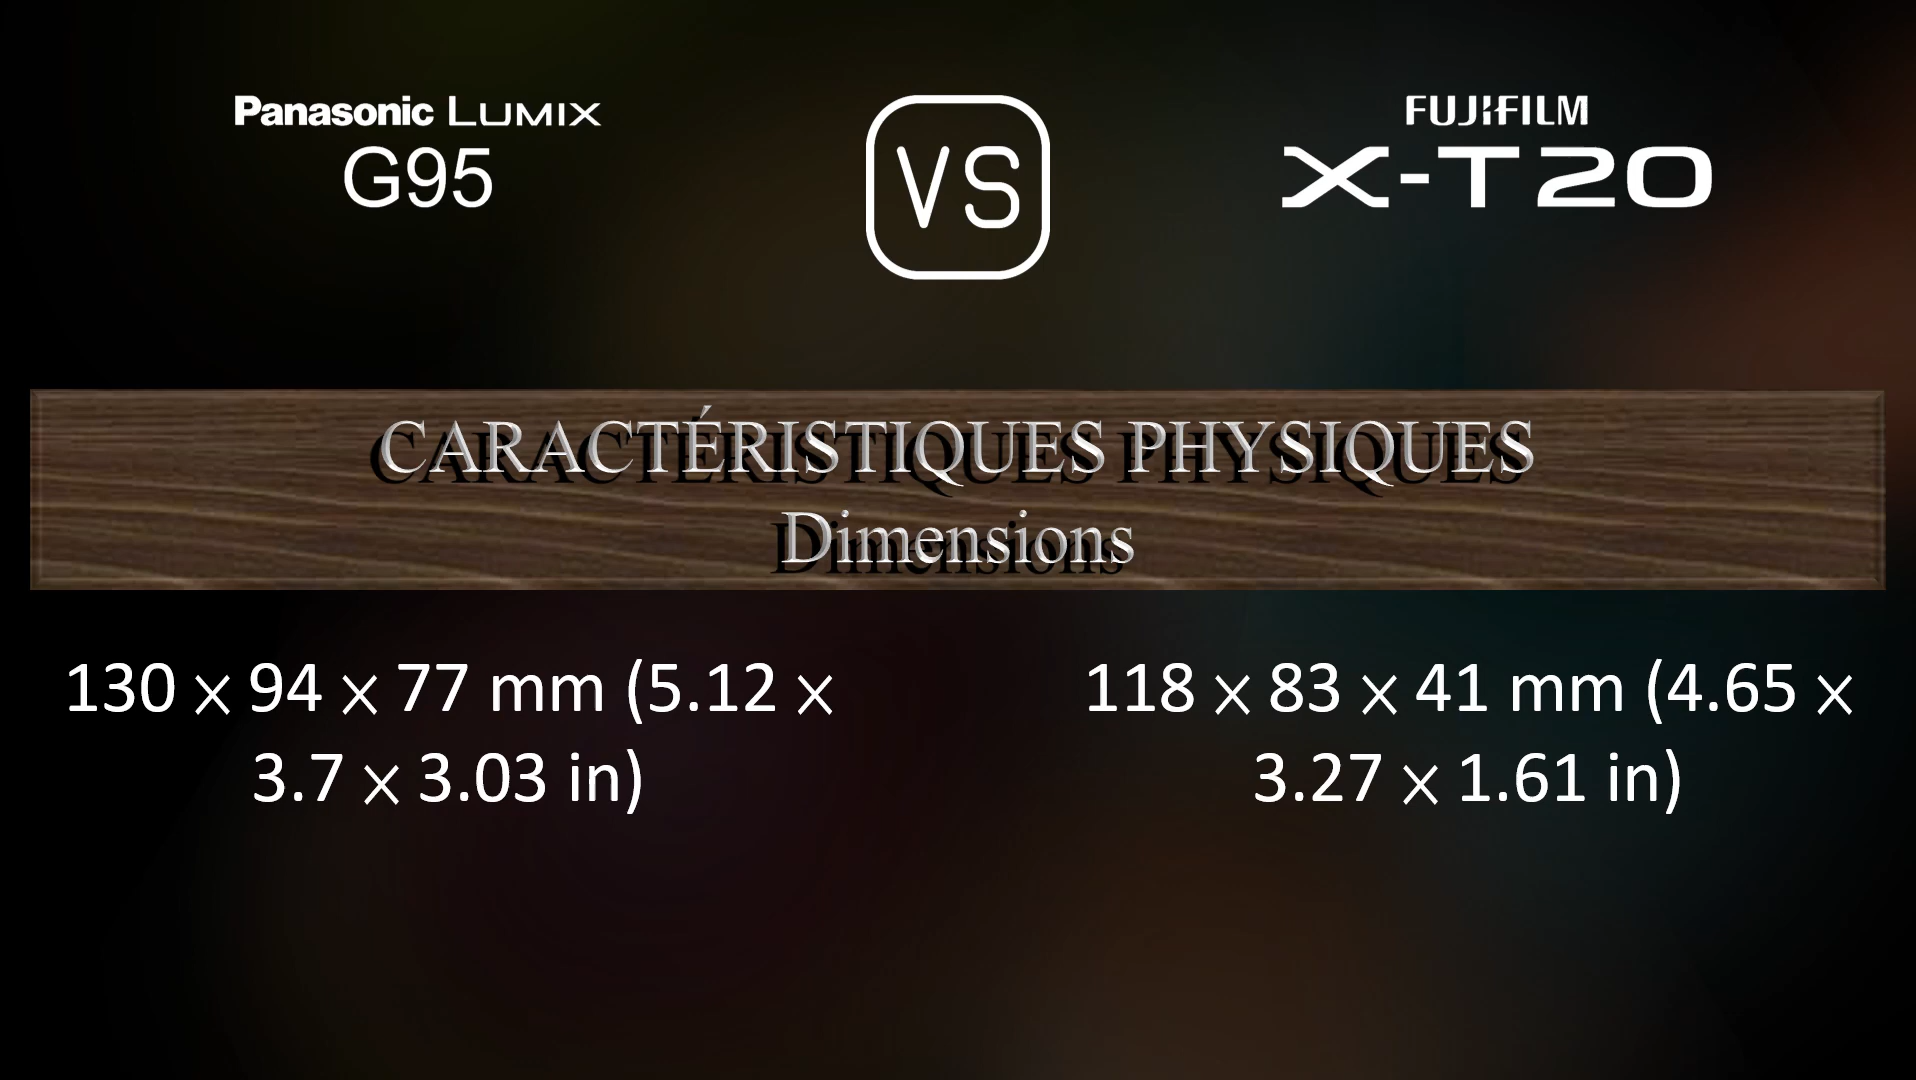 Panasonic LUMIX
G95
VS
FUJIFILM
X-T20
CARACTÉRISTIQUES PHYSIQUES
Dimensions
130 x 94 x 77 mm (5.12 x
3.7 x 3.03 in)
118 x 83 x 41 mm (4.65 x
3.27 x 1.61 in)